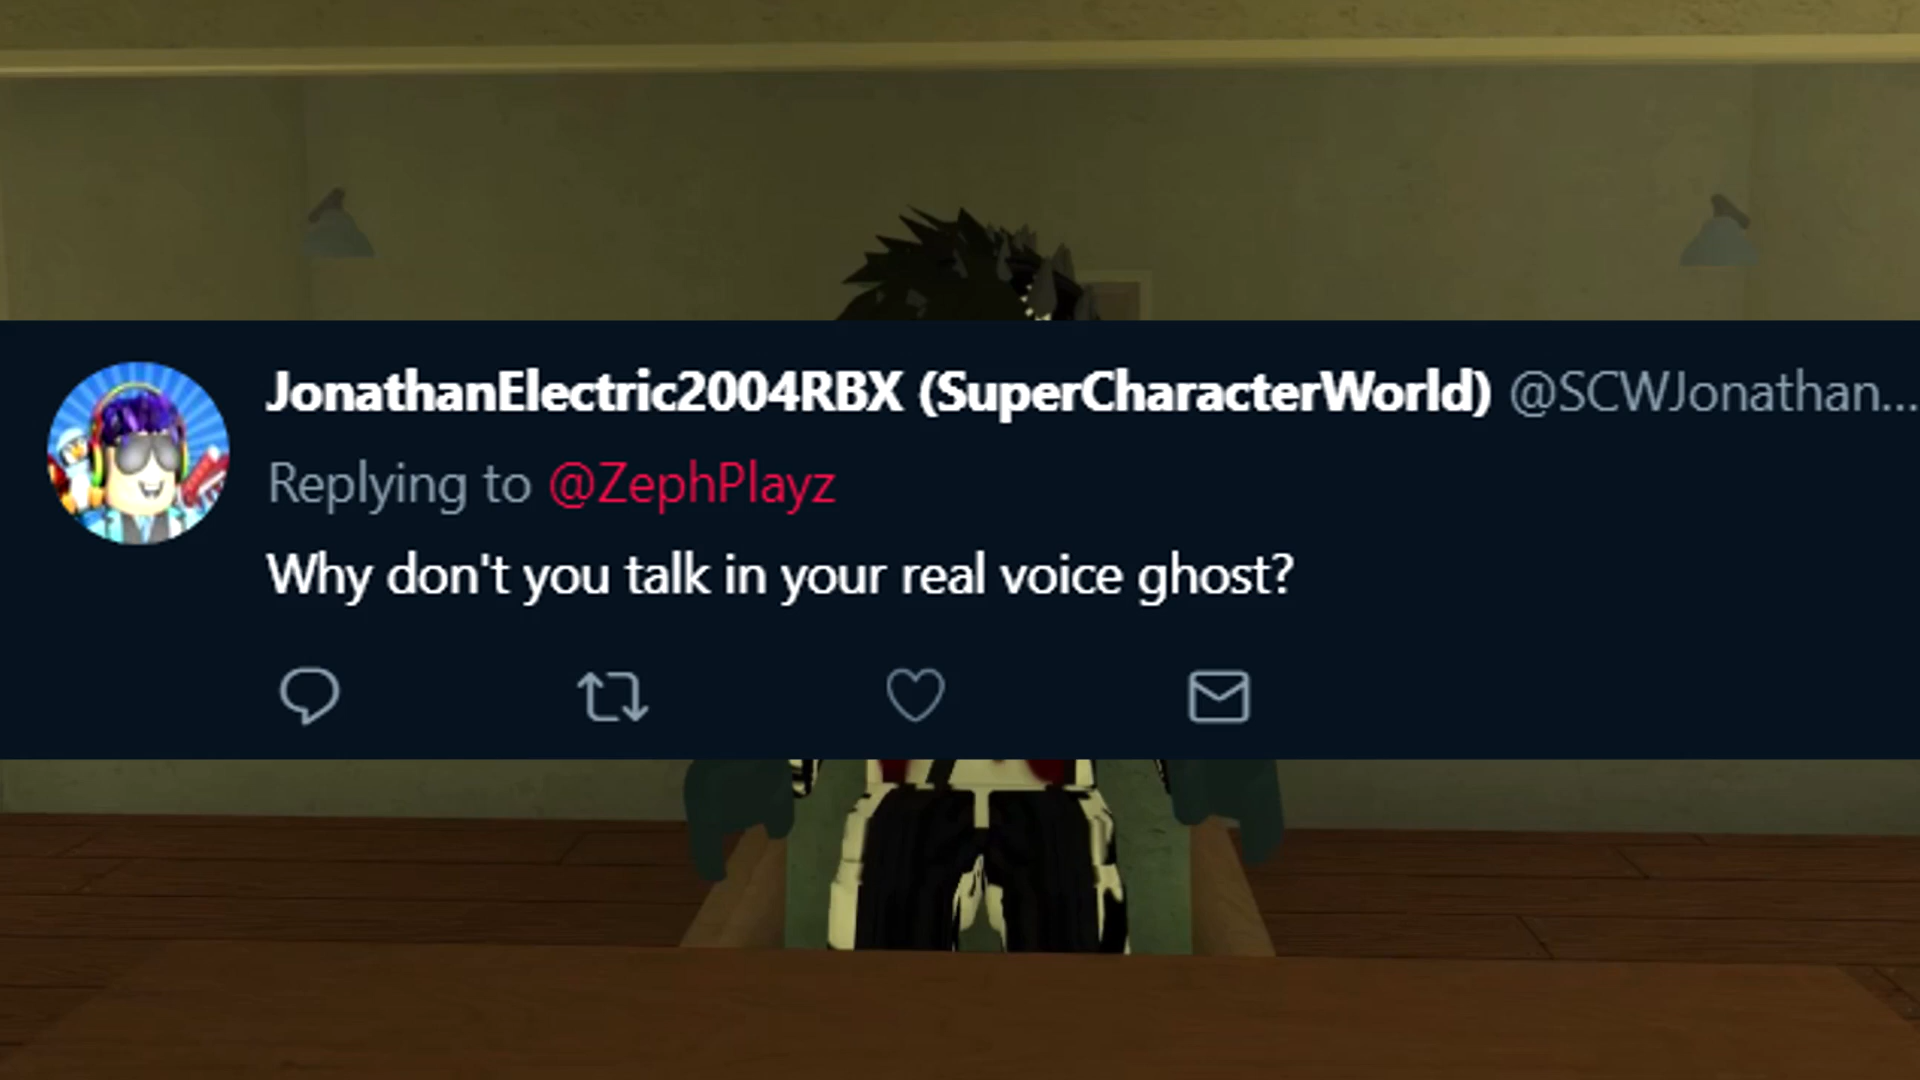 JonathanElectric2004RBX (SuperCharacterWorld) @SCWJonathan...
Replying to @ZephPlayz
Why don't you talk in your real voice ghost?